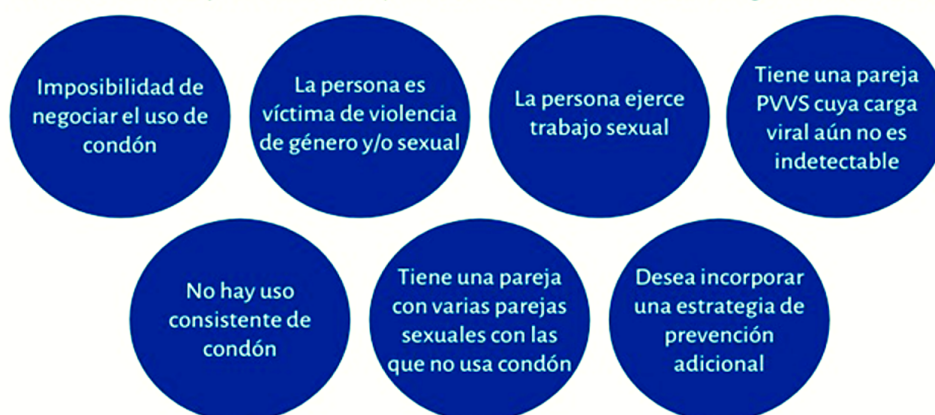 Imposibilidad de
negociar el uso de
condón
La persona es
víctima de violencia
de género y/o sexual
La persona ejerce
trabajo sexual
Tiene una pareja
PVVS cuya carga
viral aún no es
indetectable
No hay uso
consistente de
condón
Tiene una pareja
con varias parejas
sexuales con las
que no usa condón
Desea incorporar
una estrategia de
prevención
adicional